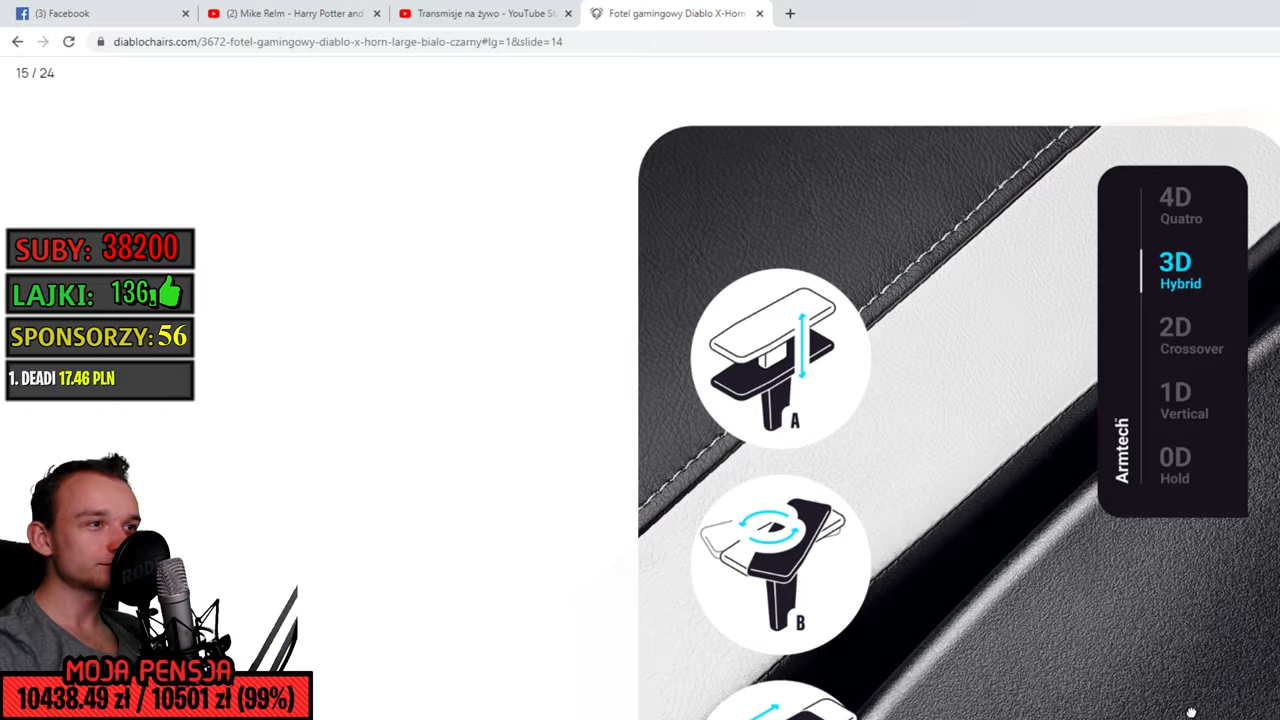 (3) Facebook
(2) Mike Relm - Harry Potter and
Transmisje na żywo - YouTube St
Fotel gamingowy Diablo X-Horn
diablochairs.com/3672-fotel-gamingowy-diablo-x-horn-large-bialo-czarny#lg=1&slide=14
15 / 24
4D
Quatro
3D
Hybrid
2D
Crossover
1D
Vertical
0D
Hold
Armtech
A
B
SUBY: 38200
LAJKI: 136
SPONSORZY: 56
1. DEADI 17.46 PLN
RODE
MOJA PENSJA
10438.49 zł / 10501 zł (99%)